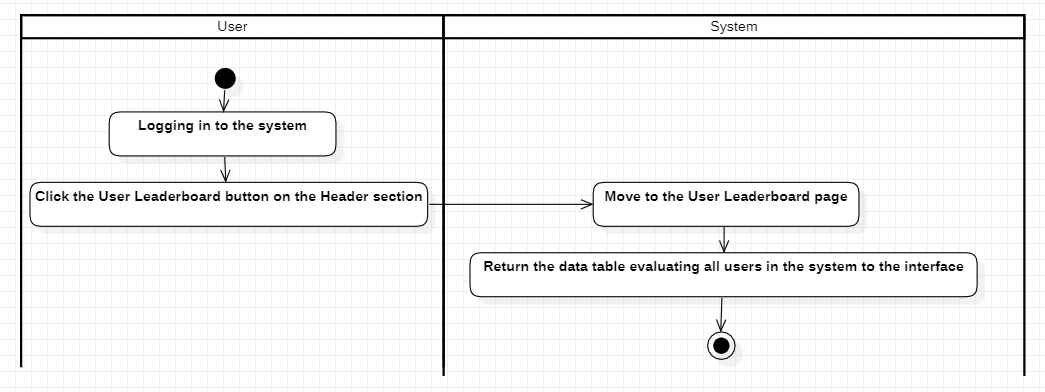 User
System
Logging in to the system
Click the User Leaderboard button on the Header section
Move to the User Leaderboard page
Return the data table evaluating all users in the system to the interface